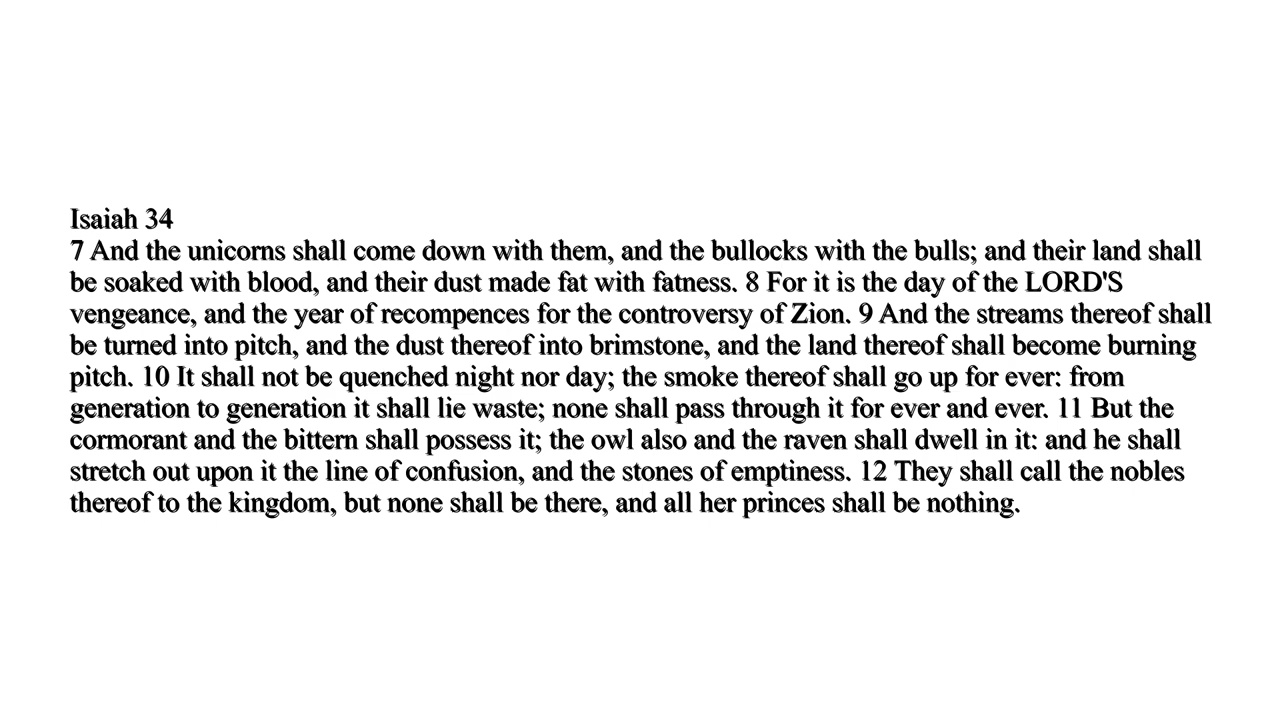 Isaiah 34
7 And the unicorns shall come down with them, and the bullocks with the bulls; and their land shall
be soaked with blood, and their dust made fat with fatness. 8 For it is the day of the LORD'S
vengeance, and the year of recompences for the controversy of Zion. 9 And the streams thereof shall
be turned into pitch, and the dust thereof into brimstone, and the land thereof shall become burning
pitch. 10 It shall not be quenched night nor day; the smoke thereof shall go up for ever: from
generation to generation it shall lie waste; none shall pass through it for ever and ever. 11 But the
cormorant and the bittern shall possess it; the owl also and the raven shall dwell in it: and he shall
stretch out upon it the line of confusion, and the stones of emptiness. 12 They shall call the nobles
thereof to the kingdom, but none shall be there, and all her princes shall be nothing.